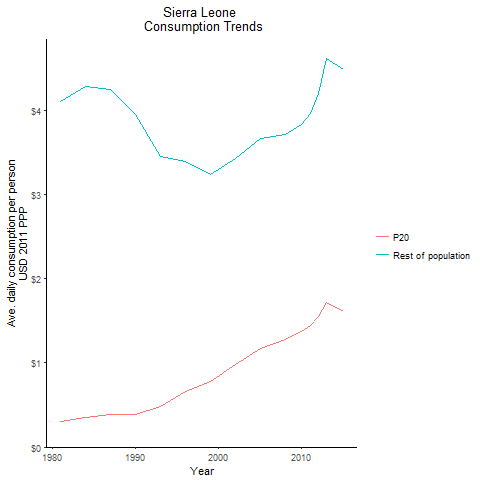 Sierra Leone
Consumption Trends
Ave. daily consumption per person
USD 2011 PPP
$4
$3
$2
$1
$0
1980
1990
2000
2010
Year
P20
Rest of population